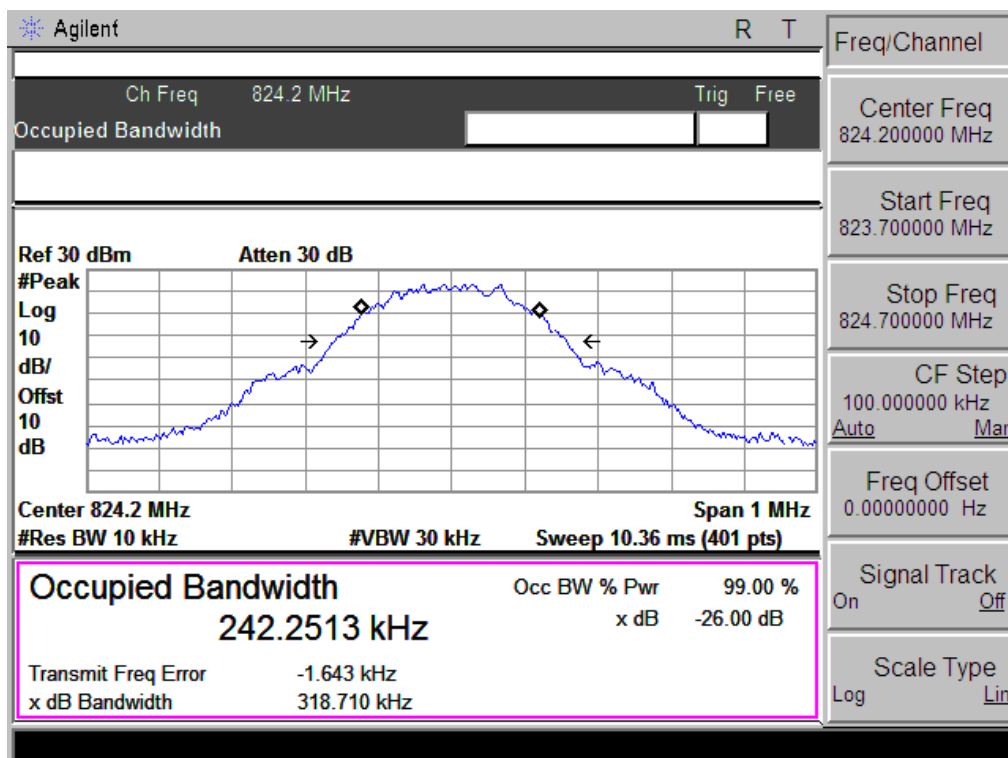 Agilent R T
Ch Freq 824.2 MHz Trig Free
Occupied Bandwidth
Ref 30 dBm Atten 30 dB
#Peak
Log
10
dB/
Offst
10
dB
Center 824.2 MHz Span 1 MHz
#Res BW 10 kHz #VBW 30 kHz Sweep 10.36 ms (401 pts)
Occupied Bandwidth
242.2513 kHz
Occ BW % Pwr 99.00 %
x dB -26.00 dB
Transmit Freq Error -1.643 kHz
x dB Bandwidth 318.710 kHz
Freq/Channel
Center Freq
824.200000 MHz
Start Freq
823.700000 MHz
Stop Freq
824.700000 MHz
CF Step
100.000000 kHz
Auto Man
Freq Offset
0.00000000 Hz
Signal Track
On Off
Scale Type
Log Lin